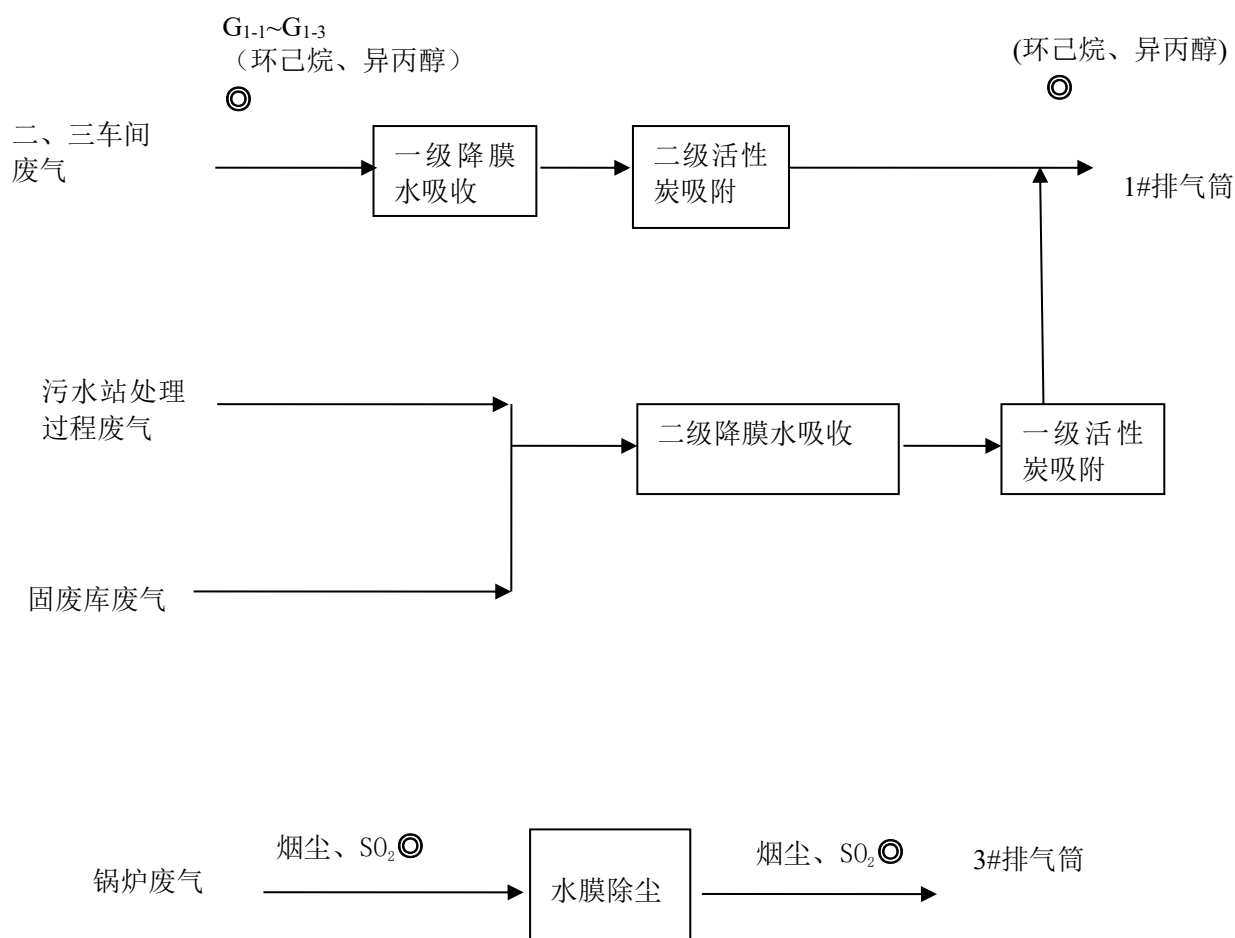 G1-1~G1-3
（环己烷、异丙醇）
(环己烷、异丙醇)
二、三车间
废气
一级降膜
水吸收
二级活性
炭吸附
1#排气筒
污水站处理
过程废气
二级降膜水吸收
一级活性
炭吸附
固废库废气
锅炉废气
烟尘、SO2
水膜除尘
烟尘、SO2
3#排气筒